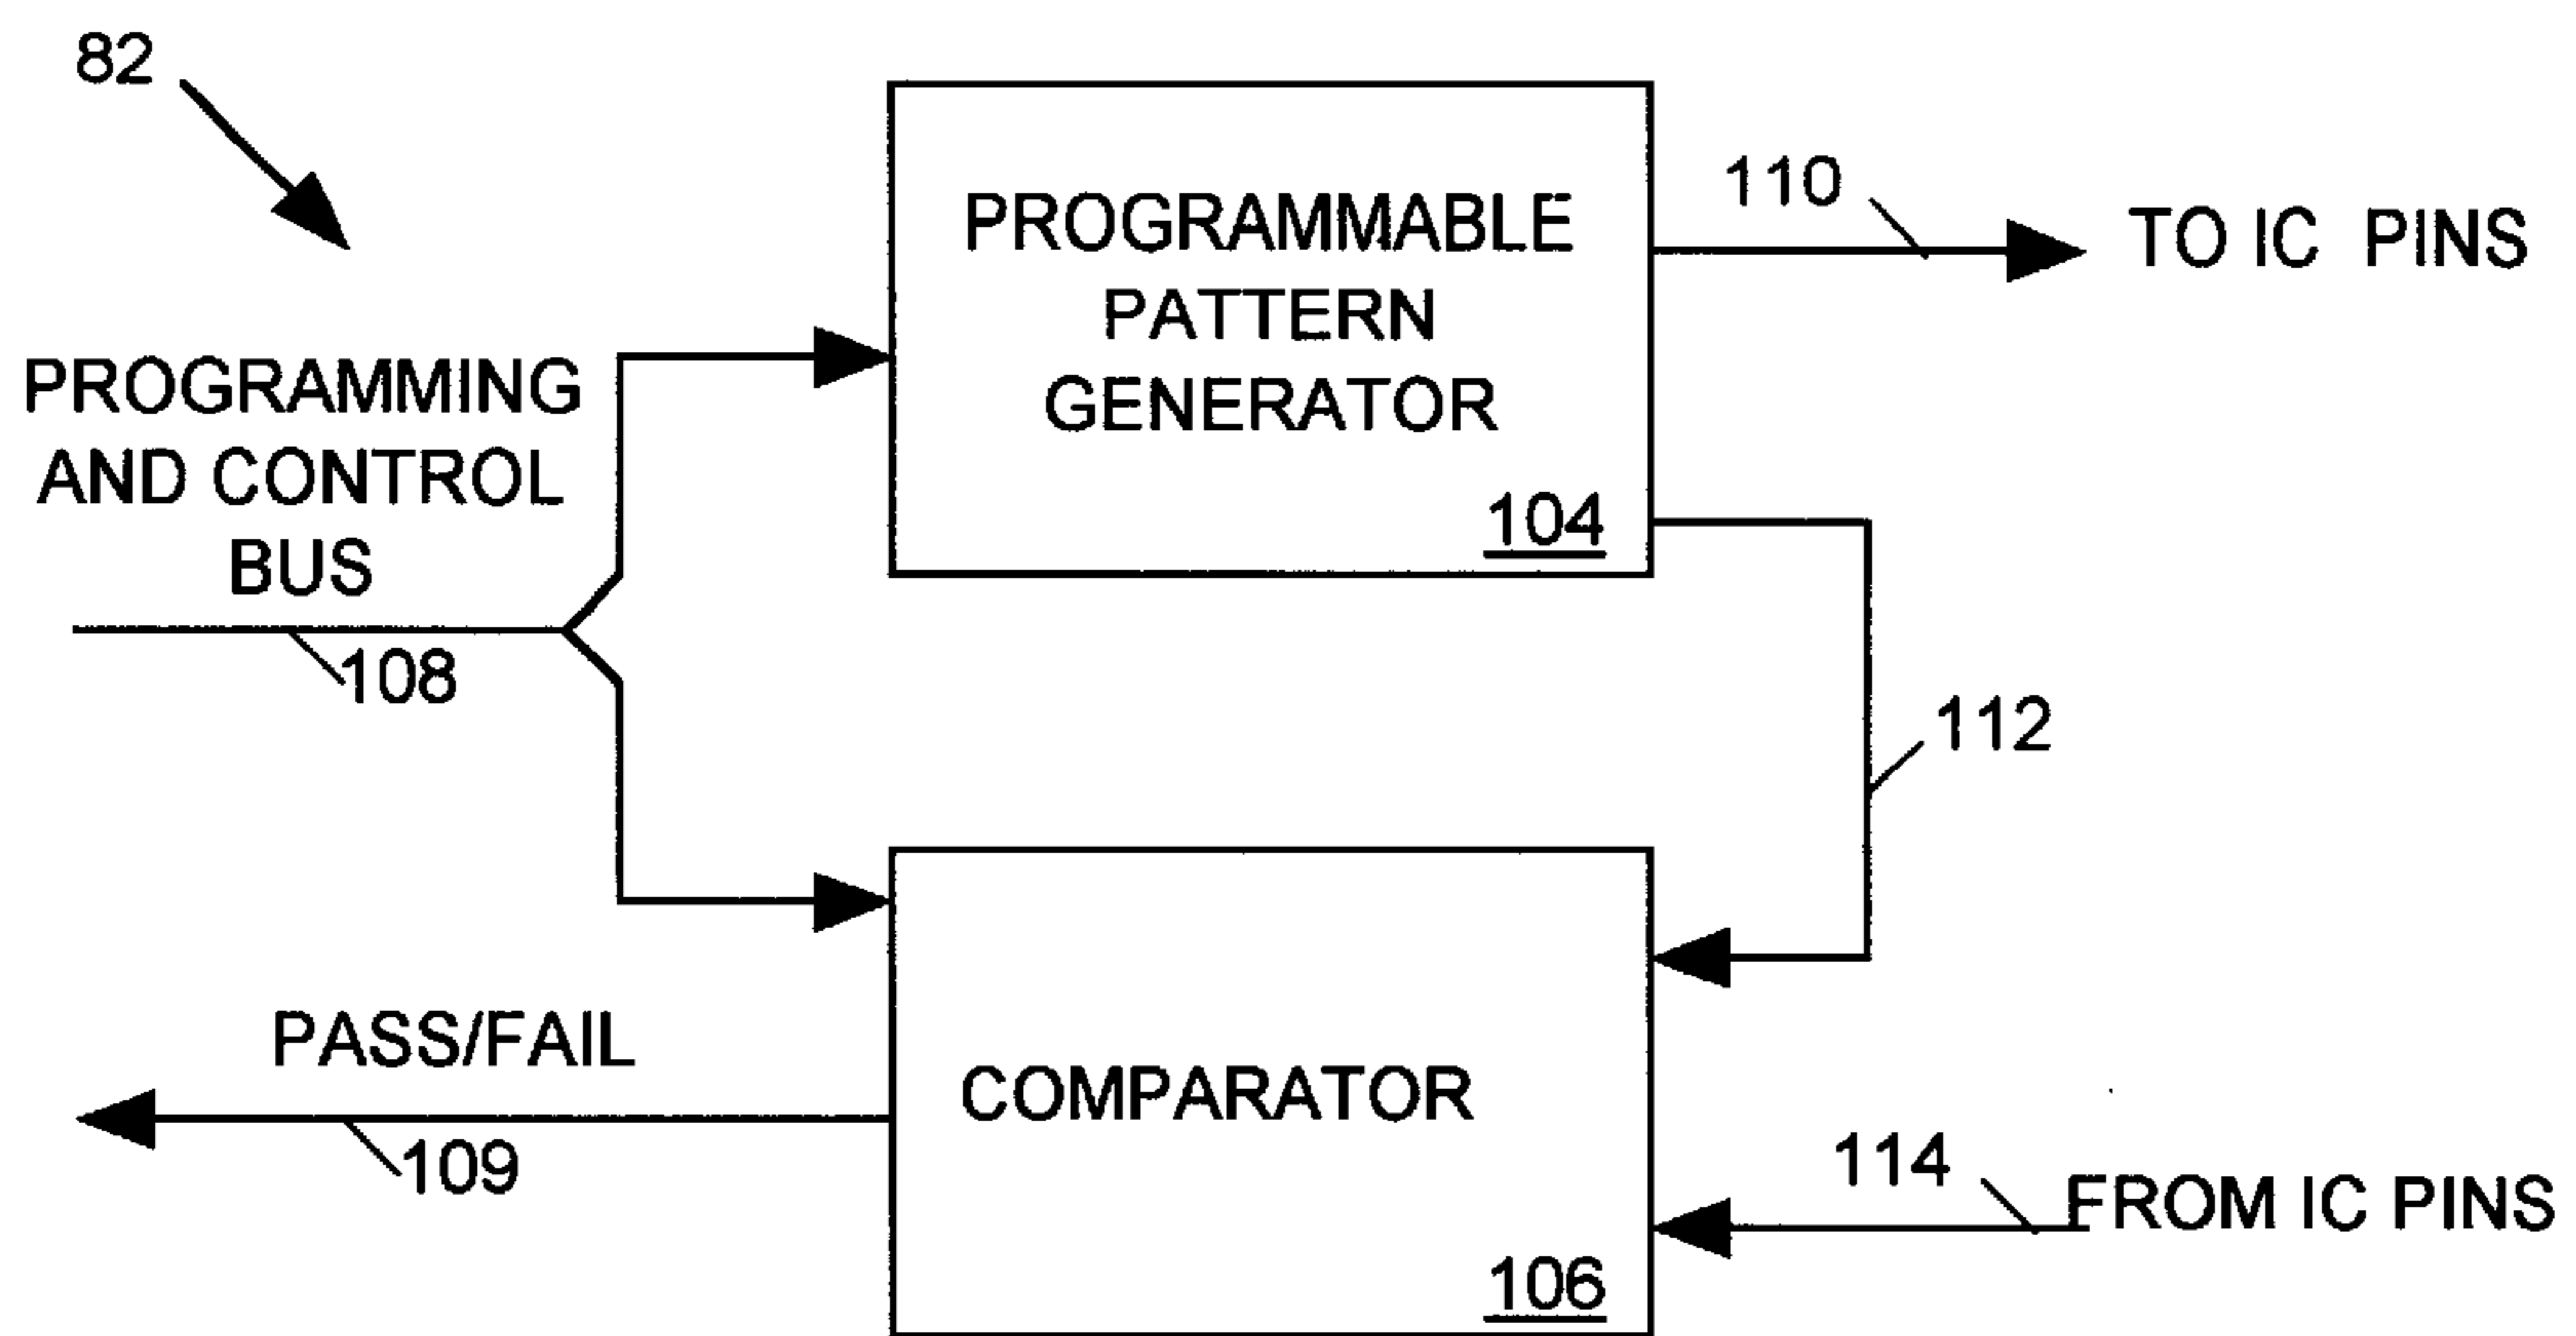 82
PROGRAMMABLE
PATTERN
GENERATOR
104
110
TO IC PINS
PROGRAMMING
AND CONTROL
BUS
108
112
PASS/FAIL
109
COMPARATOR
106
114
FROM IC PINS